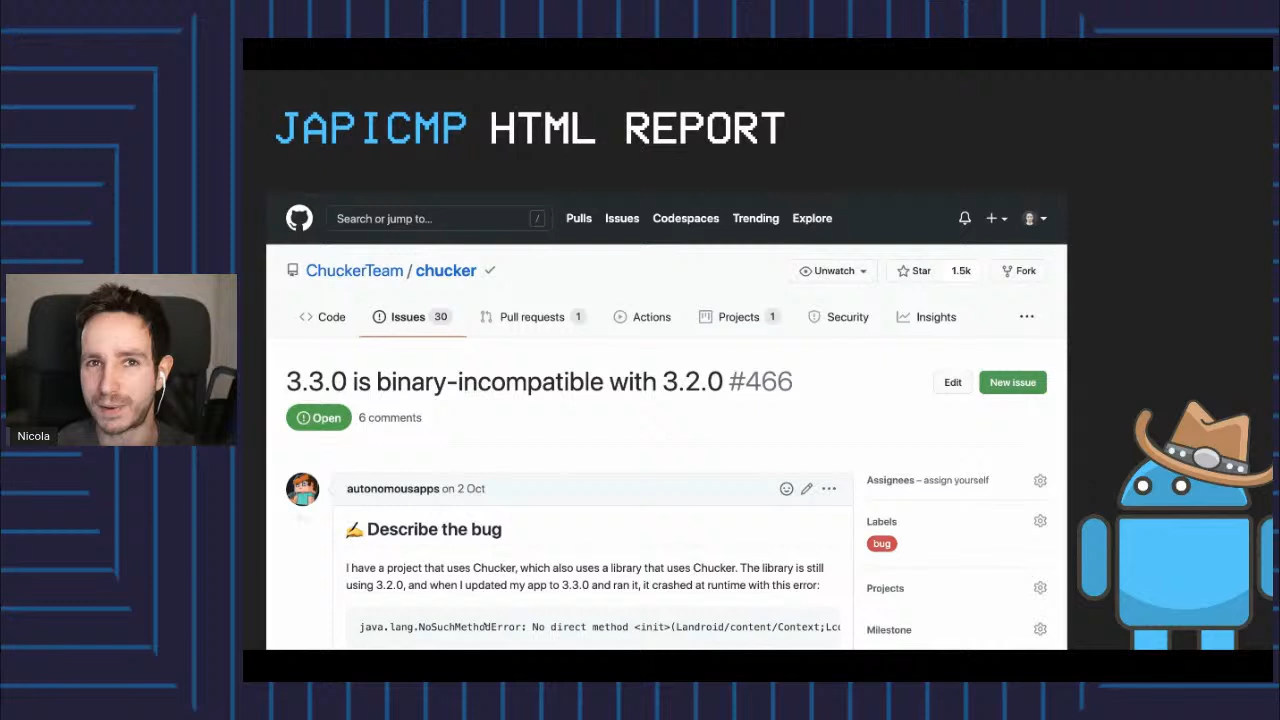 JAPICMP HTML REPORT
Search or jump to... / Pulls Issues Codespaces Trending Explore
ChuckerTeam / chucker Unwatch Star 1.5k Fork
Code Issues 30 Pull requests 1 Actions Projects 1 Security Insights
3.3.0 is binary-incompatible with 3.2.0 #466
Edit New issue
Open 6 comments
autonomousapps on 2 Oct
Assignees – assign yourself
Describe the bug
Labels
bug
I have a project that uses Chucker, which also uses a library that uses Chucker. The library is still
using 3.2.0, and when I updated my app to 3.3.0 and ran it, it crashed at runtime with this error:
Projects
java.lang.NoSuchMethodError: No direct method <init>(Landroid/content/Context;Lco
Milestone
Nicola